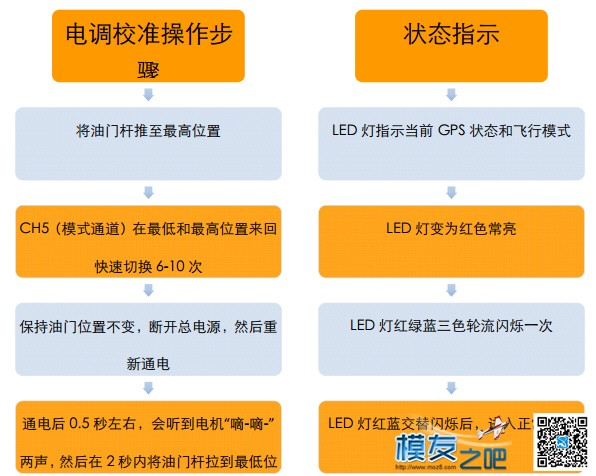 电调校准操作步
骤
将油门杆推至最高位置
CH5（模式通道）在最低和最高位置来回
快速切换 6-10 次
保持油门位置不变，断开总电源，然后重
新通电
通电后 0.5 秒左右，会听到电机“嘀-嘀-”
两声，然后在 2 秒内将油门杆拉到最低位
状态指示
LED 灯指示当前 GPS 状态和飞行模式
LED 灯变为红色常亮
LED 灯红绿蓝三色轮流闪烁一次
LED 灯红蓝交替闪烁后，进入正
模友之吧
http://www.moz8.com